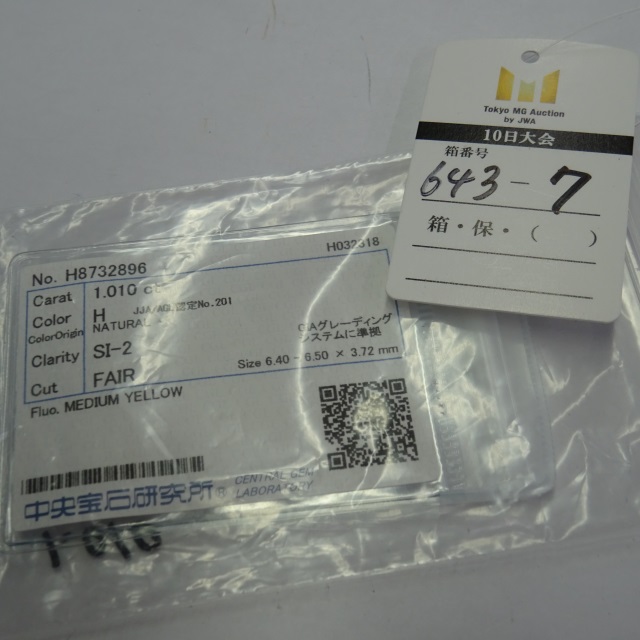 Tokyo MG Auction
by JWA
10日大会
箱番号
643-7
箱・保・( )
No. H8732896
H032318
Carat 1.010 ct
Color H JJA/AGL認定No.201
ColorOrigin NATURAL
GIAグレーディング
システムに準拠
Clarity SI-2
Size 6.40 - 6.50 × 3.72 mm
Cut FAIR
Fluo. MEDIUM YELLOW
中央宝石研究所® CENTRAL GEM
LABORATORY